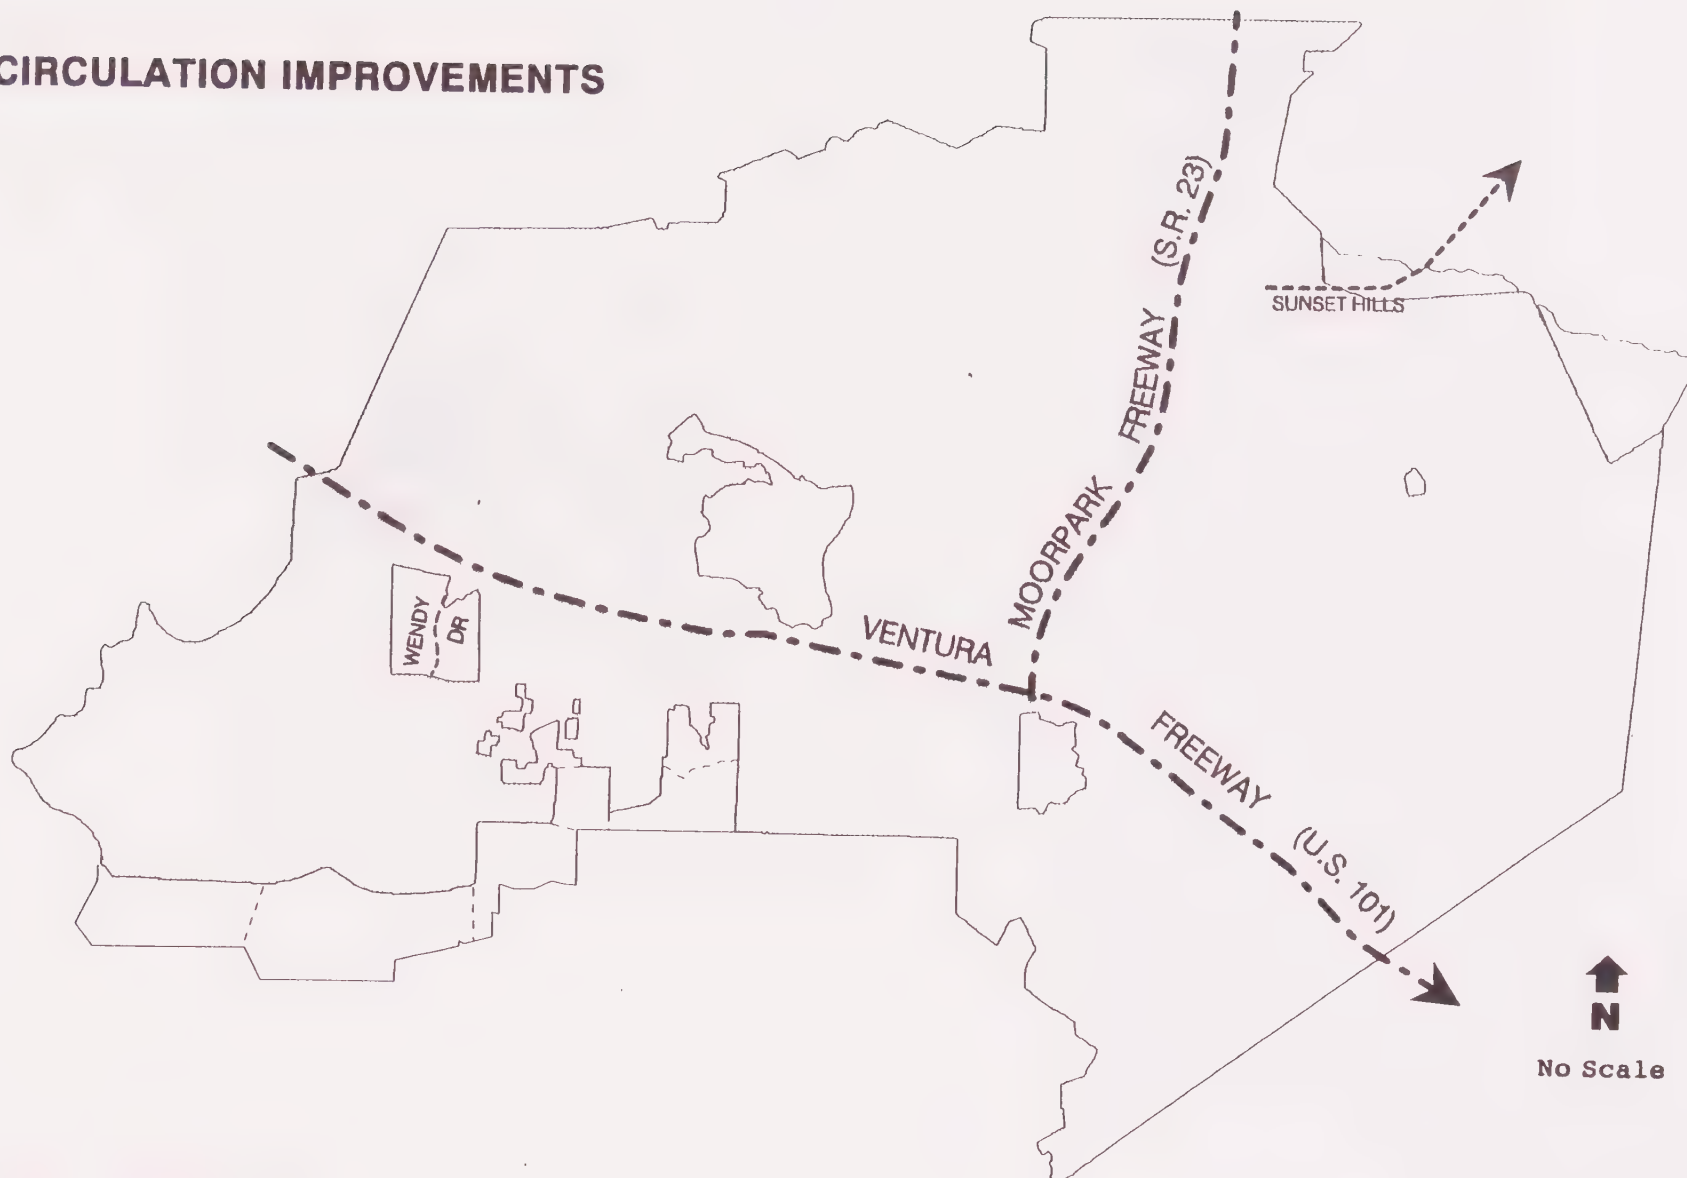 CIRCULATION IMPROVEMENTS
(S.R. 23)
FREEWAY
MOORPARK
SUNSET HILLS
WENDY
DR
VENTURA
FREEWAY
(U.S. 101)
N
No Scale